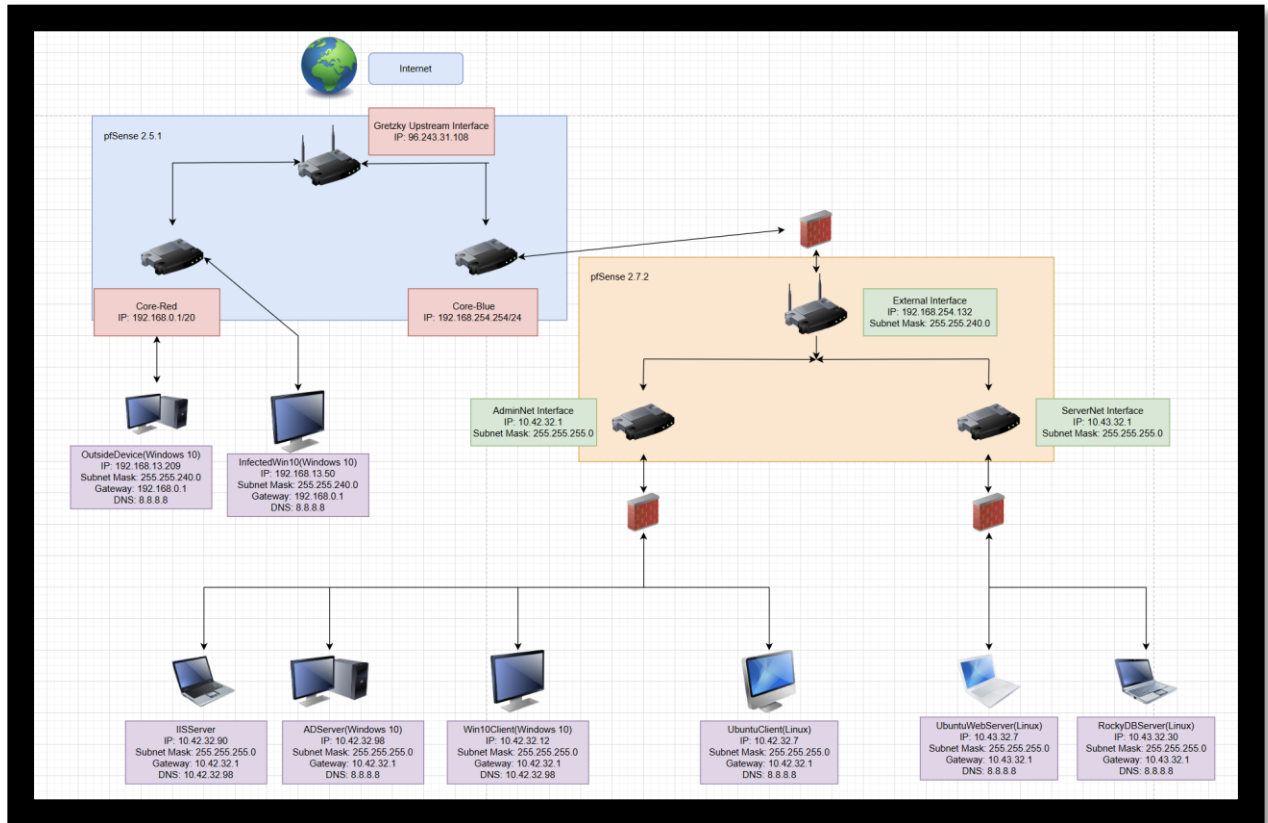 Internet
Gretzky Upstream Interface
IP: 96.243.31.108
pfSense 2.5.1
Core-Red
IP: 192.168.0.1/20
Core-Blue
IP: 192.168.254.254/24
pfSense 2.7.2
External Interface
IP: 192.168.254.132
Subnet Mask: 255.255.240.0
AdminNet Interface
IP: 10.42.32.1
Subnet Mask: 255.255.255.0
ServerNet Interface
IP: 10.43.32.1
Subnet Mask: 255.255.255.0
OutsideDevice(Windows 10)
IP: 192.168.13.209
Subnet Mask: 255.255.240.0
Gateway: 192.168.0.1
DNS: 8.8.8.8
InfectedWin10(Windows 10)
IP: 192.168.13.50
Subnet Mask: 255.255.240.0
Gateway: 192.168.0.1
DNS: 8.8.8.8
IISServer
IP: 10.42.32.90
Subnet Mask: 255.255.255.0
Gateway: 10.42.32.1
DNS: 10.42.32.98
ADServer(Windows 10)
IP: 10.42.32.98
Subnet Mask: 255.255.255.0
Gateway: 10.42.32.1
DNS: 8.8.8.8
Win10Client(Windows 10)
IP: 10.42.32.12
Subnet Mask: 255.255.255.0
Gateway: 10.42.32.1
DNS: 10.42.32.98
UbuntuClient(Linux)
IP: 10.42.32.7
Subnet Mask: 255.255.255.0
Gateway: 10.42.32.1
DNS: 8.8.8.8
UbuntuWebServer(Linux)
IP: 10.43.32.7
Subnet Mask: 255.255.255.0
Gateway: 10.43.32.1
DNS: 8.8.8.8
RockyDBServer(Linux)
IP: 10.43.32.30
Subnet Mask: 255.255.255.0
Gateway: 10.43.32.1
DNS: 8.8.8.8